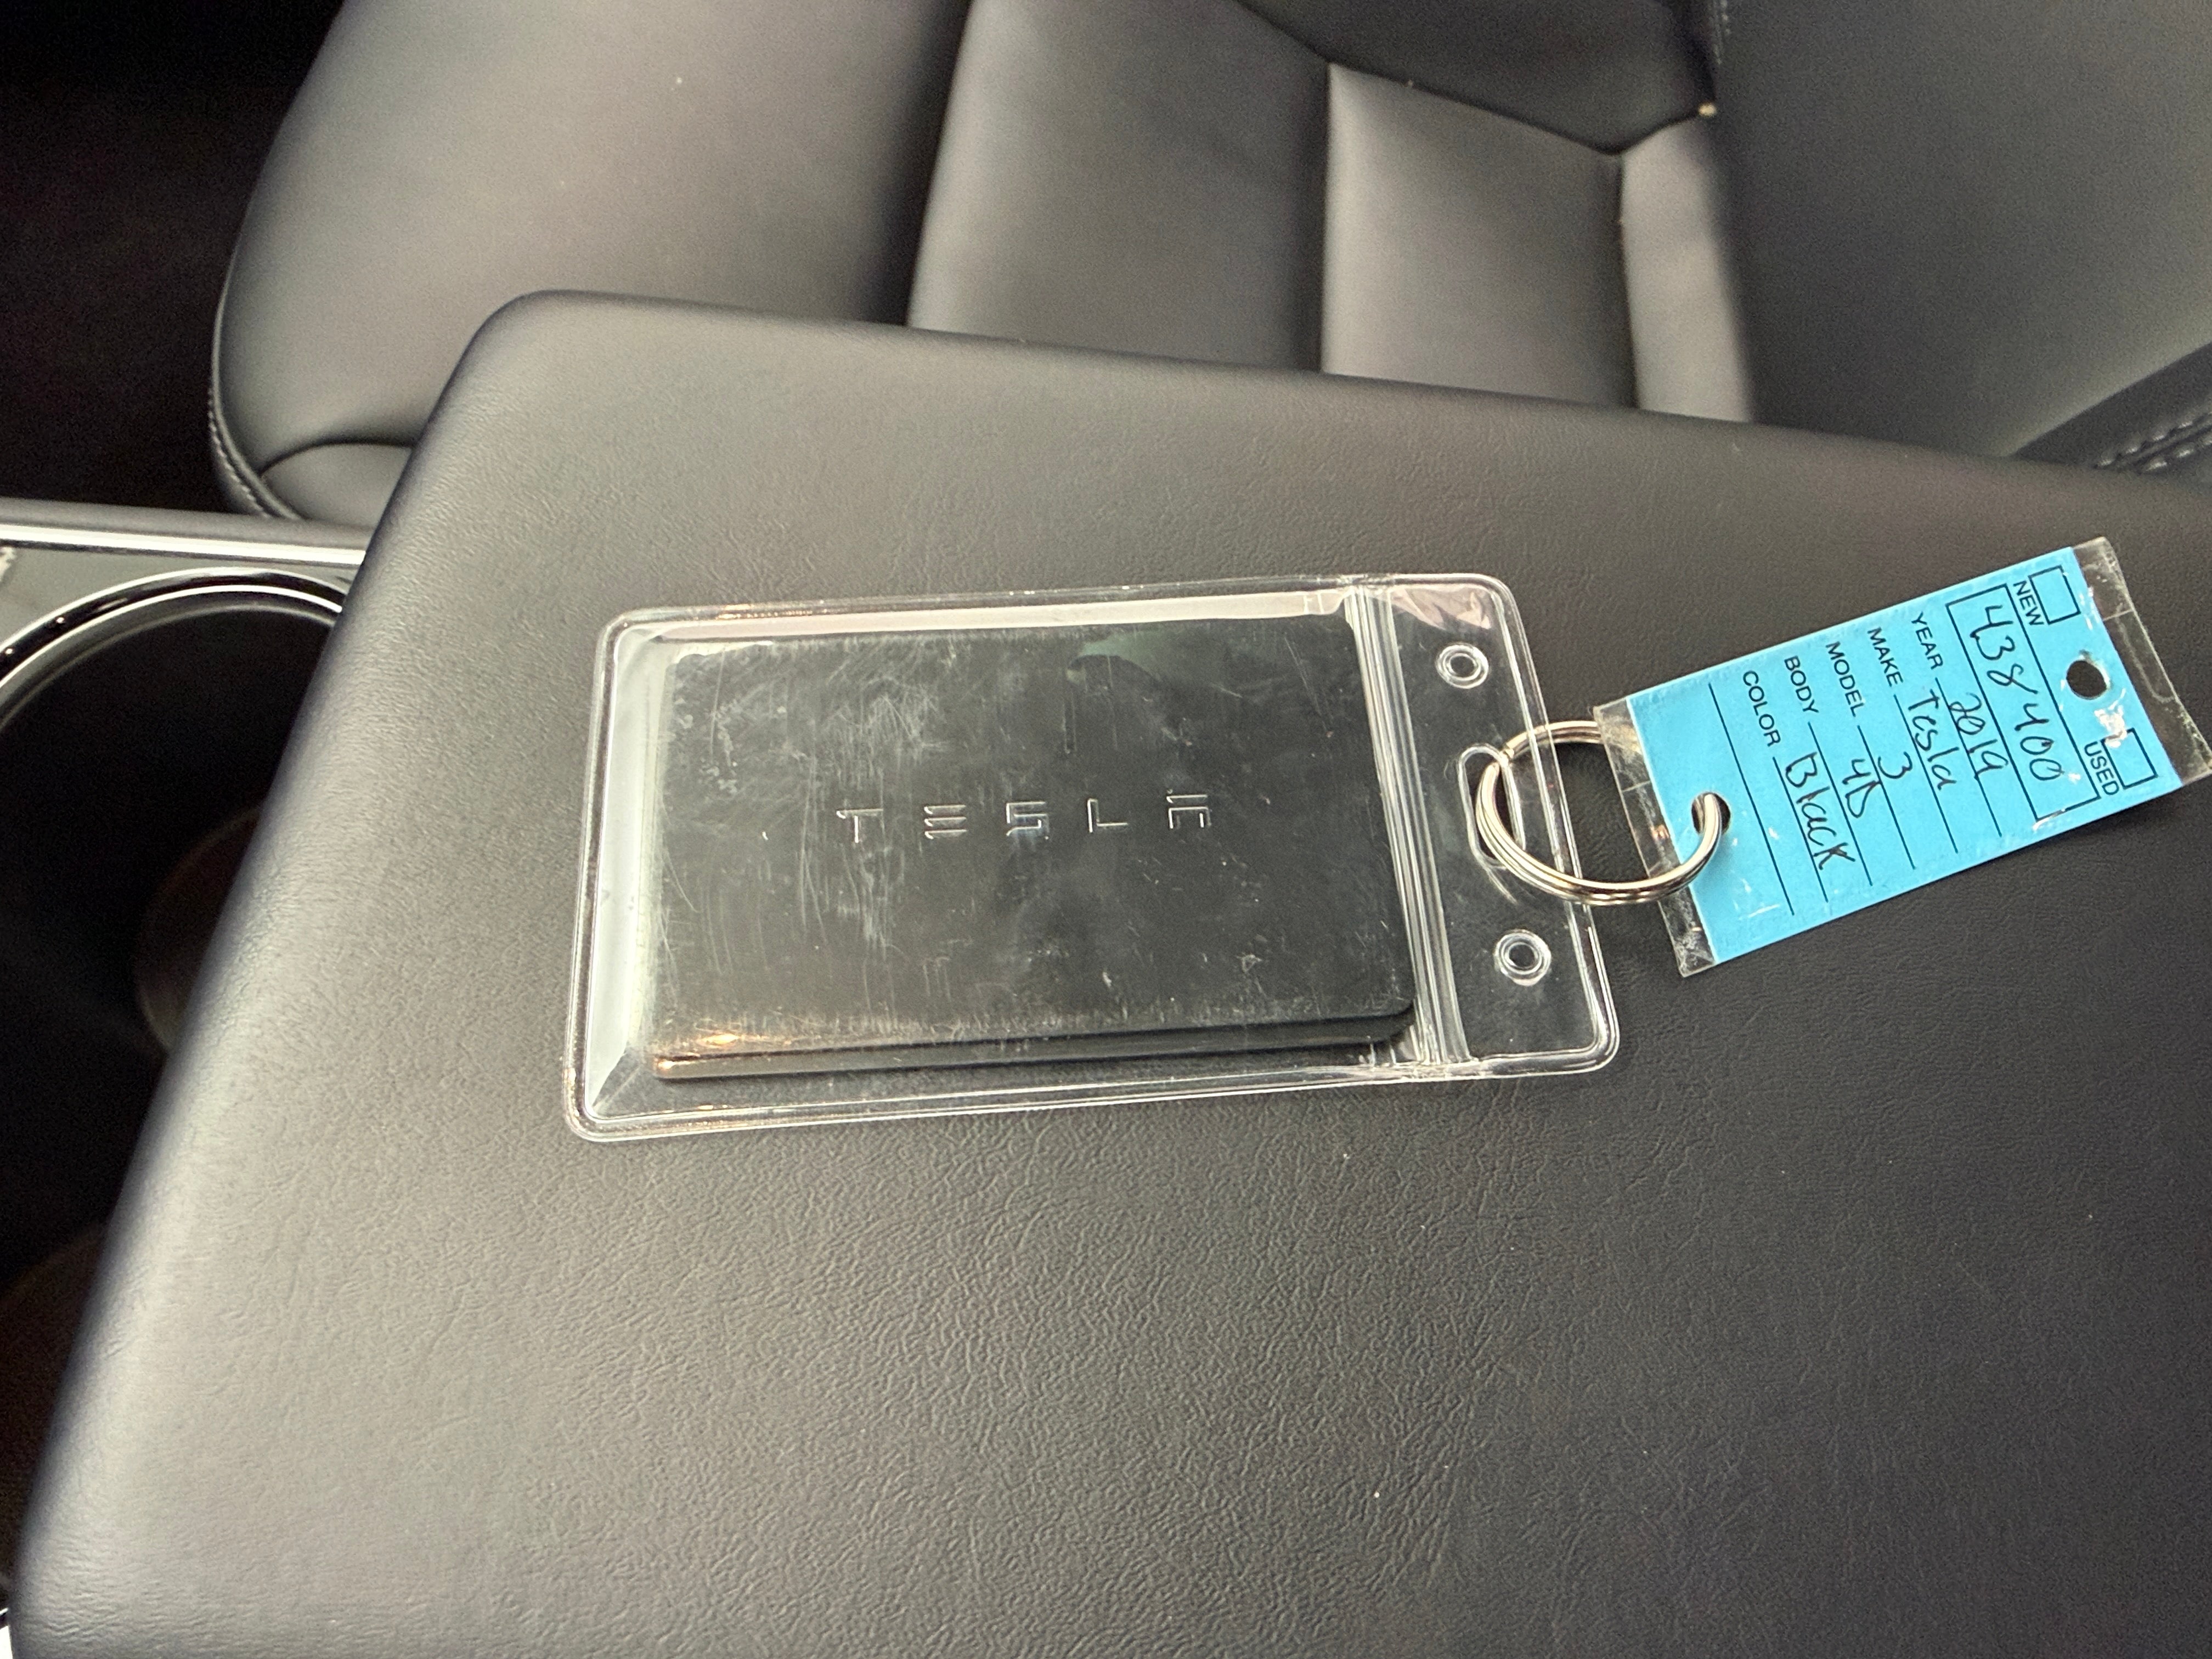 TESLA
NEW USED
438400
YEAR 2019
MAKE Tesla
MODEL 3
BODY 4D
COLOR Black